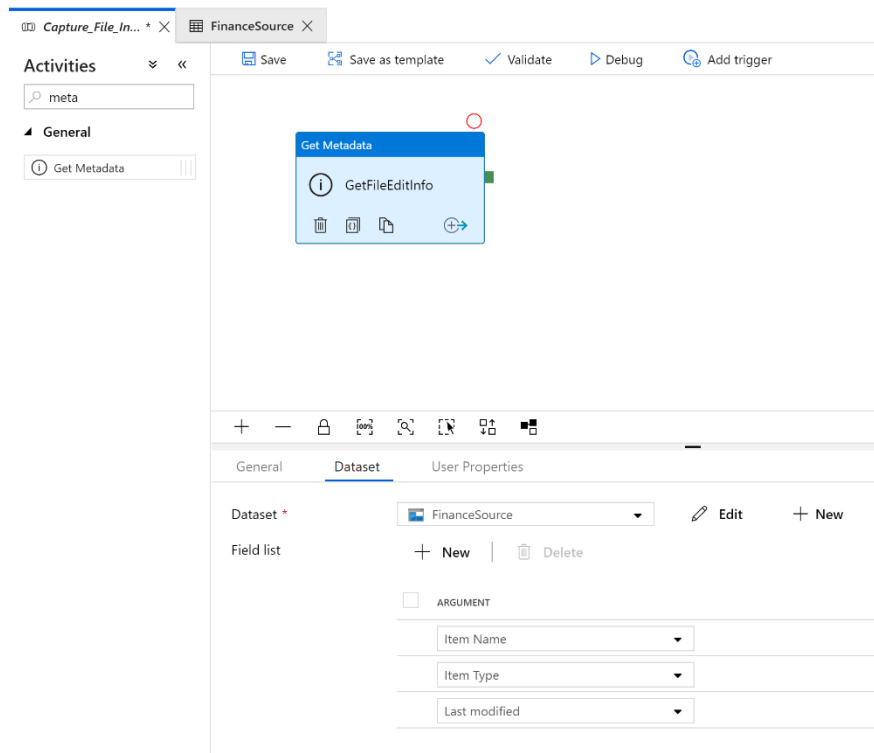 Capture_File_In... *
FinanceSource
Activities
meta
General
Get Metadata
Save
Save as template
Validate
Debug
Add trigger
Get Metadata
GetFileEditInfo
100%
General
Dataset
User Properties
Dataset *
FinanceSource
Edit
New
Field list
New
Delete
ARGUMENT
Item Name
Item Type
Last modified